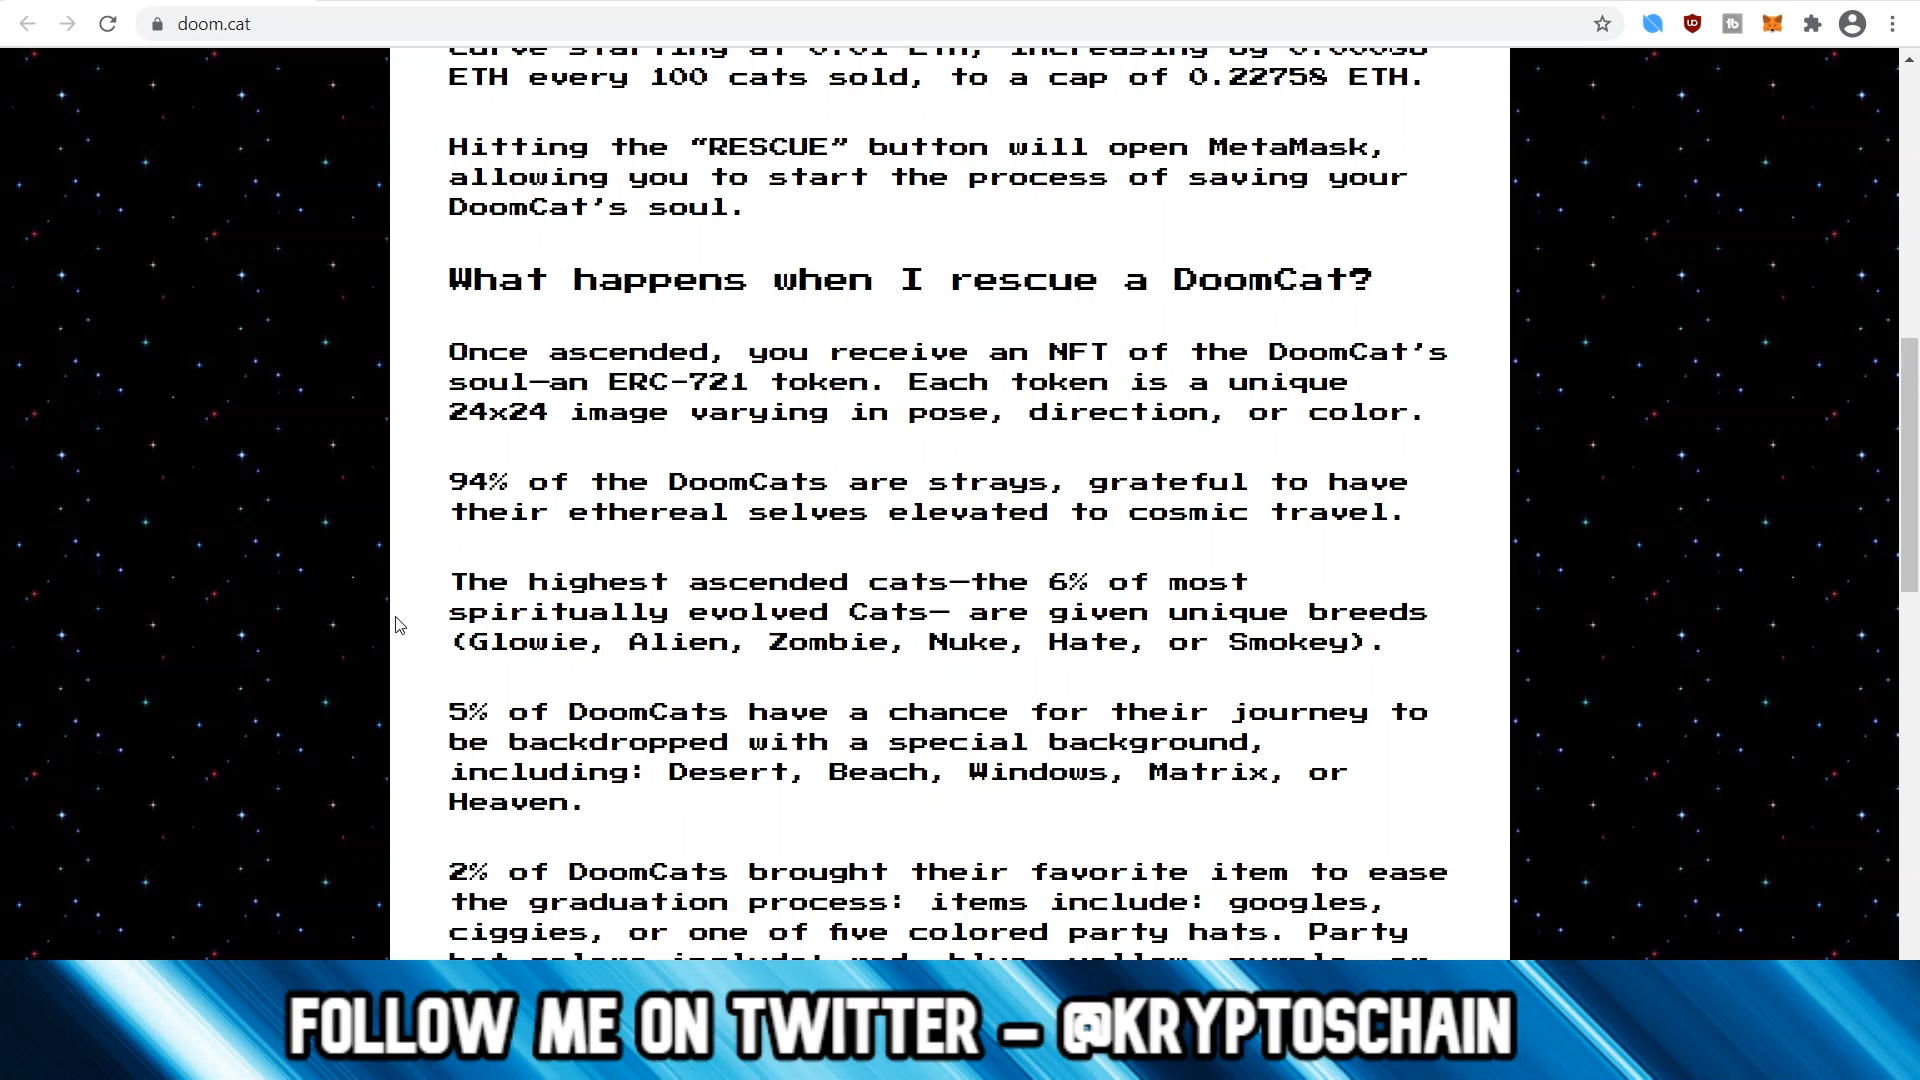 doom.cat
ETH every 100 cats sold, to a cap of 0.22758 ETH.
Hitting the “RESCUE” button will open MetaMask,
allowing you to start the process of saving your
DoomCat’s soul.
What happens when I rescue a DoomCat?
Once ascended, you receive an NFT of the DoomCat’s
soul—an ERC-721 token. Each token is a unique
24x24 image varying in pose, direction, or color.
94% of the DoomCats are strays, grateful to have
their ethereal selves elevated to cosmic travel.
The highest ascended cats—the 6% of most
spiritually evolved Cats— are given unique breeds
(Glowie, Alien, Zombie, Nuke, Hate, or Smokey).
5% of DoomCats have a chance for their journey to
be backdropped with a special background,
including: Desert, Beach, Windows, Matrix, or
Heaven.
2% of DoomCats brought their favorite item to ease
the graduation process: items include: googles,
ciggies, or one of five colored party hats. Party
FOLLOW ME ON TWITTER - @KRYPTOSCHAIN